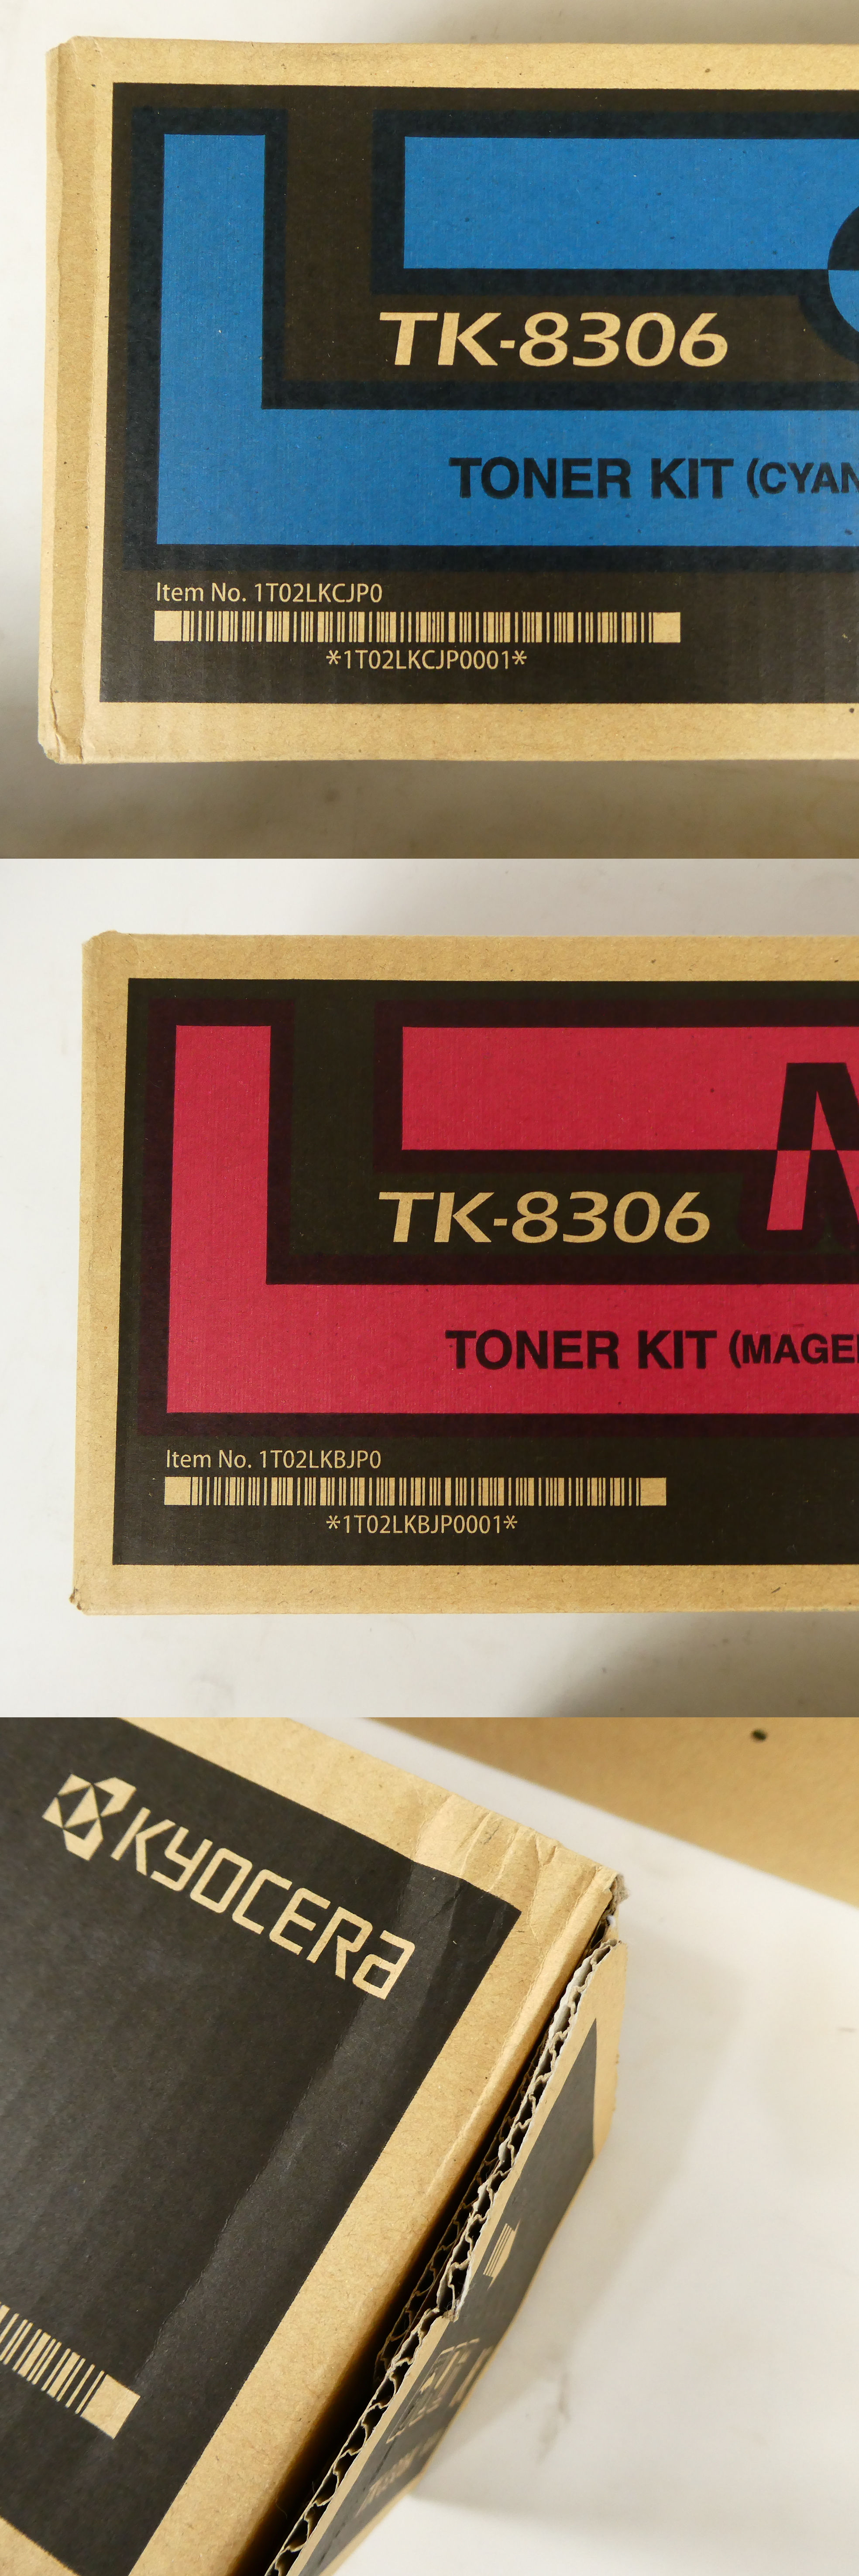 TK-8306
TONER KIT (CYAN
Item No. 1T02LKCJP0
*1T02LKCJP0001*
M
TK-8306
TONER KIT (MAGE
Item No. 1T02LKBJP0
*1T02LKBJP0001*
KYOCERA